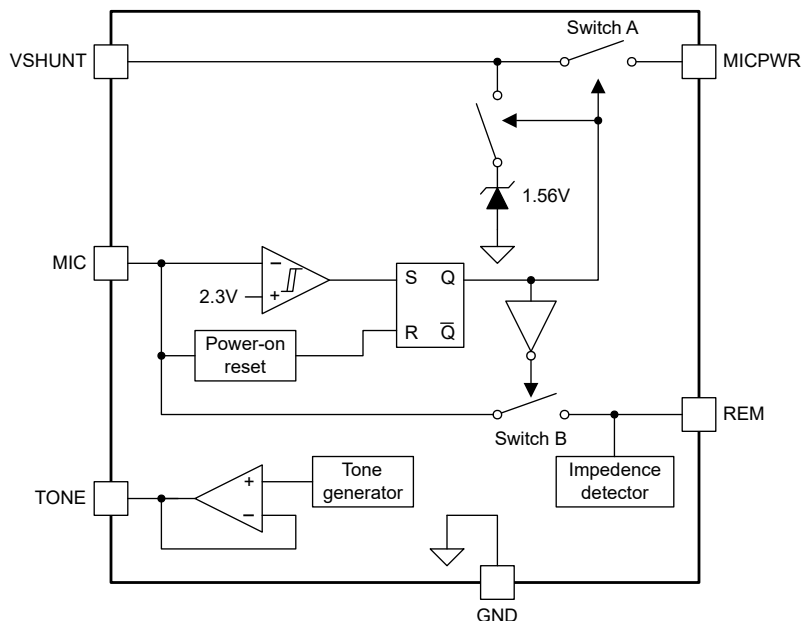 Switch A
VSHUNT
MICPWR
1.56V
MIC
−
2.3V
+
S Q
R Q̅
Power-on
reset
Switch B
REM
TONE
+
−
Tone
generator
Impedence
detector
GND